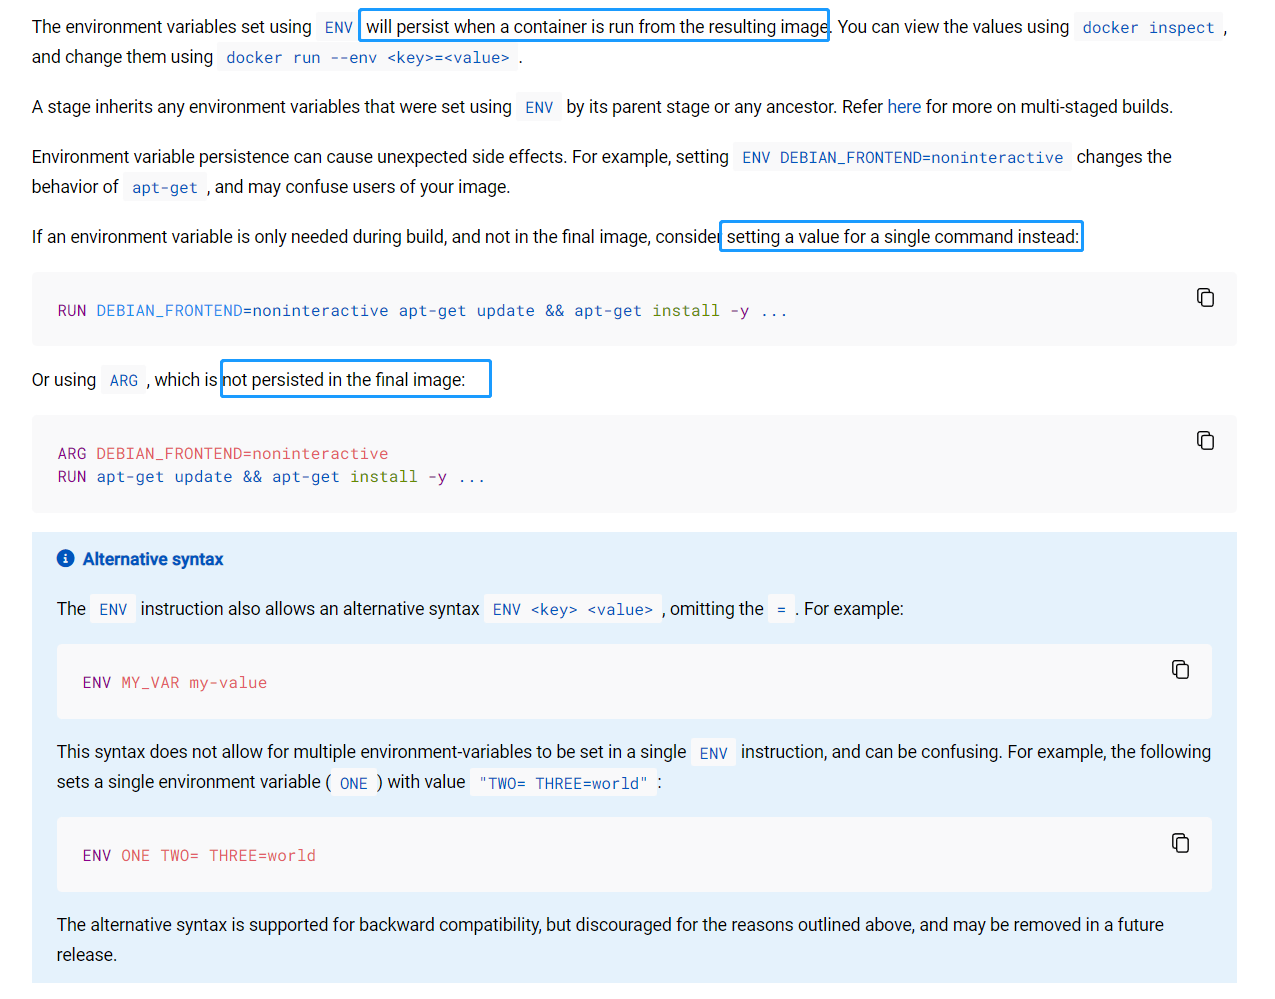 The environment variables set using ENV will persist when a container is run from the resulting image. You can view the values using docker inspect ,
and change them using docker run --env <key>=<value> .
A stage inherits any environment variables that were set using ENV by its parent stage or any ancestor. Refer here for more on multi-staged builds.
Environment variable persistence can cause unexpected side effects. For example, setting ENV DEBIAN_FRONTEND=noninteractive changes the
behavior of apt-get , and may confuse users of your image.
If an environment variable is only needed during build, and not in the final image, consider setting a value for a single command instead:
RUN DEBIAN_FRONTEND=noninteractive apt-get update && apt-get install -y ...
Or using ARG , which is not persisted in the final image:
ARG DEBIAN_FRONTEND=noninteractive
RUN apt-get update && apt-get install -y ...
Alternative syntax
The ENV instruction also allows an alternative syntax ENV <key> <value> , omitting the = . For example:
ENV MY_VAR my-value
This syntax does not allow for multiple environment-variables to be set in a single ENV instruction, and can be confusing. For example, the following
sets a single environment variable ( ONE ) with value "TWO= THREE=world" :
ENV ONE TWO= THREE=world
The alternative syntax is supported for backward compatibility, but discouraged for the reasons outlined above, and may be removed in a future
release.